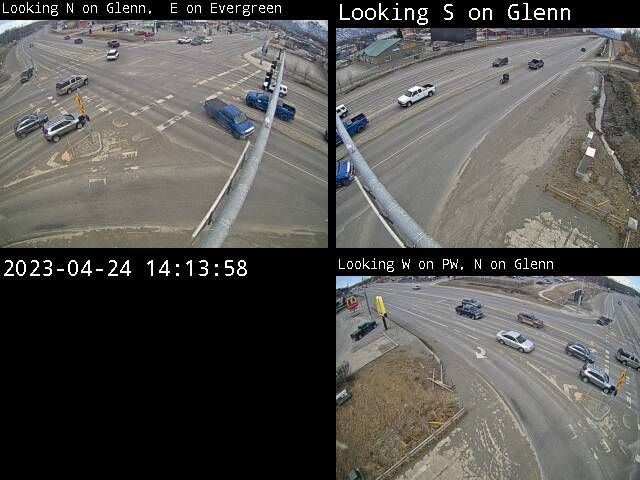 Looking N on Glenn, E on Evergreen
Looking S on Glenn
2023-04-24 14:13:58
Looking W on PW, N on Glenn